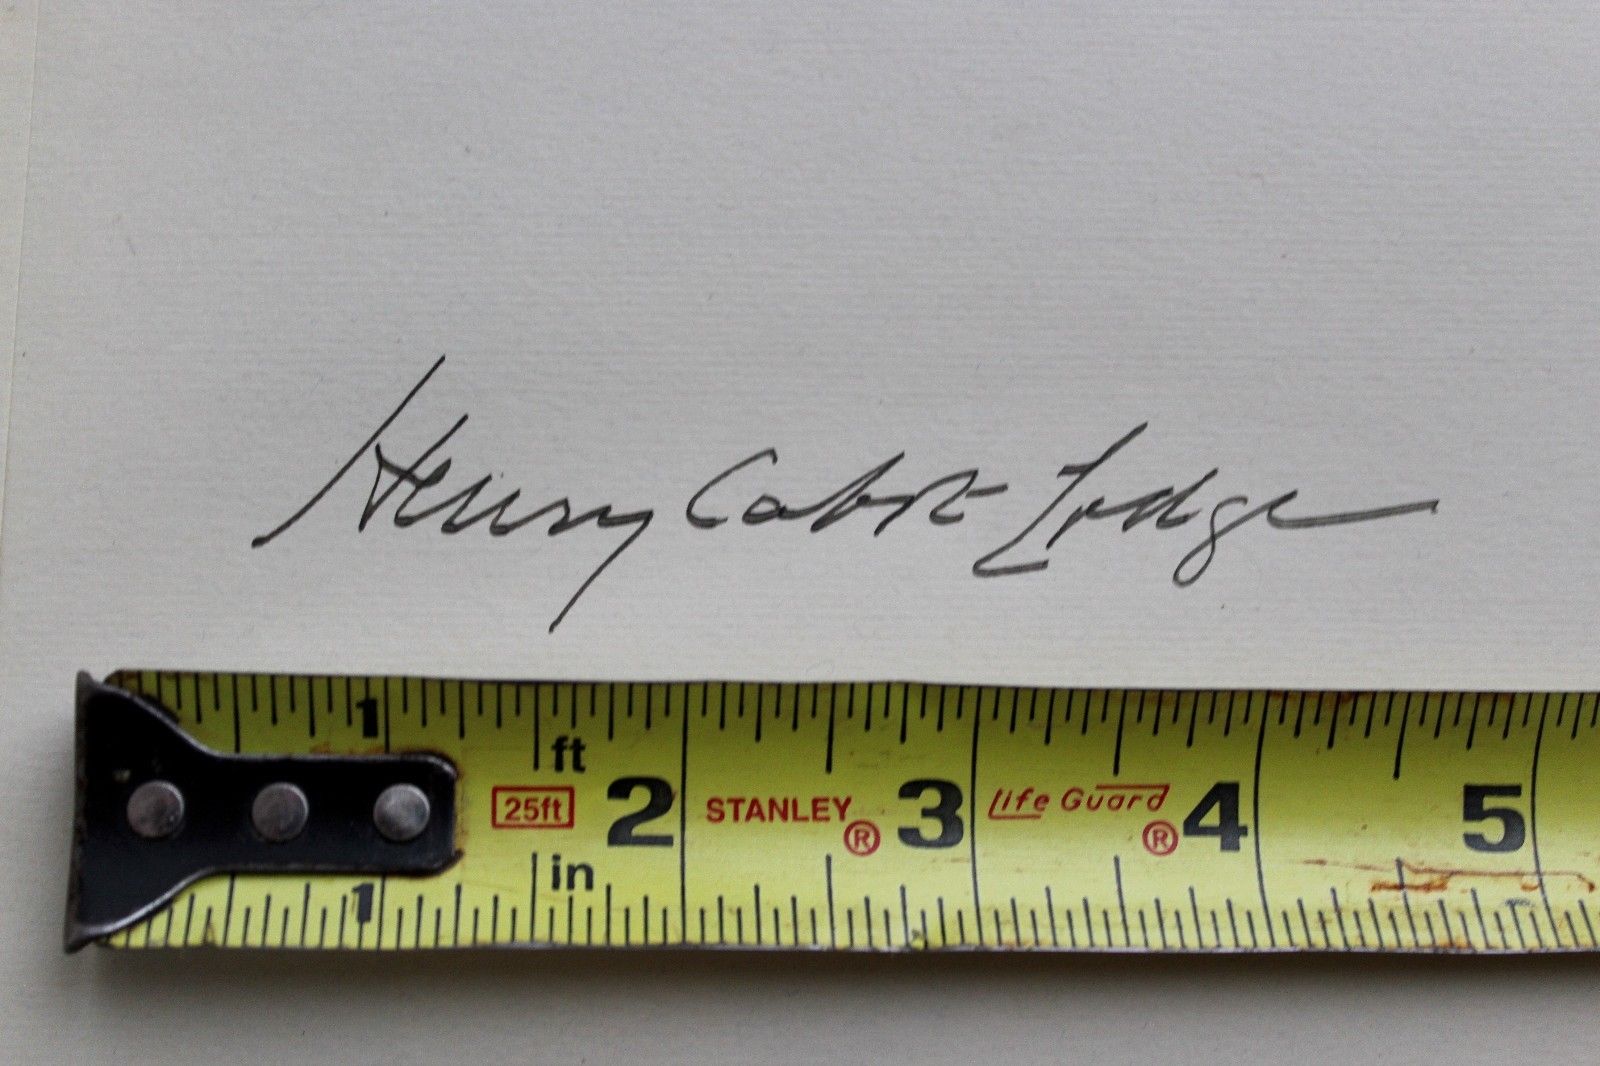 Henry Cabot Lodge
1
ft
25ft 2 STANLEY® 3 Life Guard® 4 5
in
1